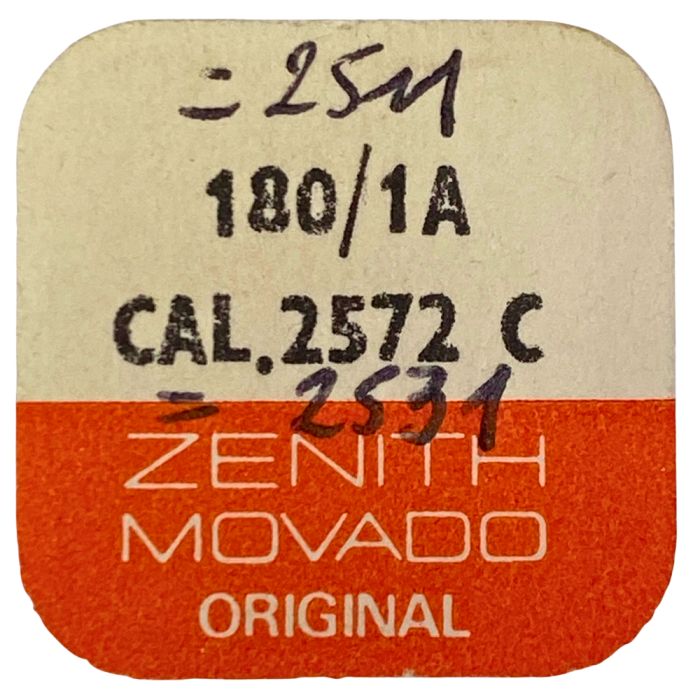 = 2511
180/1A
CAL.2572 C
= 2531
ZENITH
MOVADO
ORIGINAL